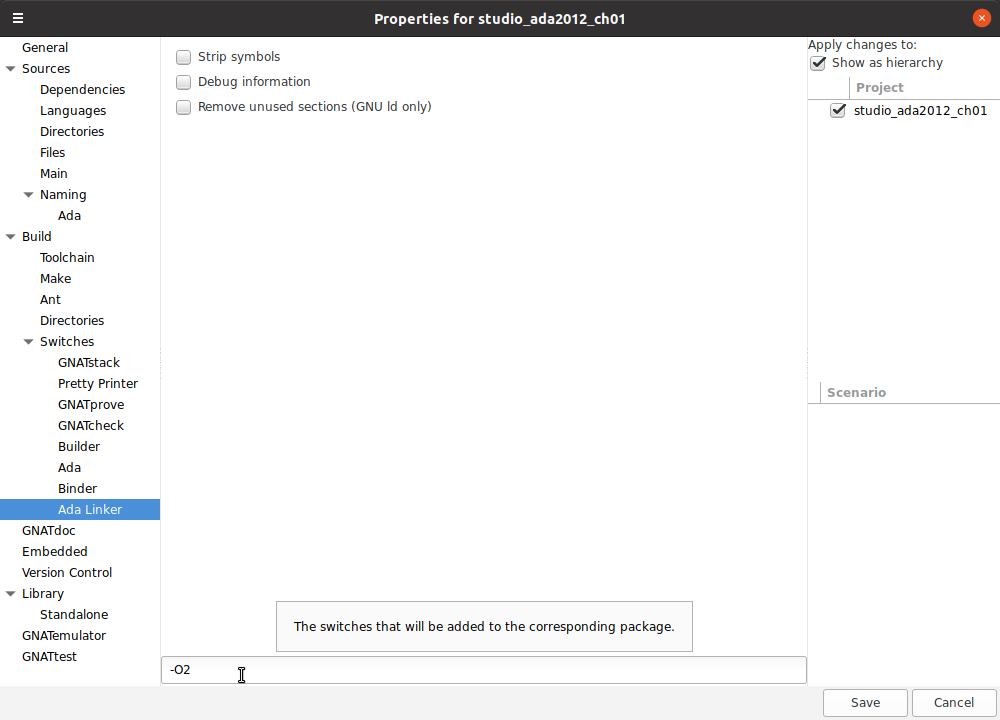 Properties for studio_ada2012_ch01
General
Sources
Dependencies
Languages
Directories
Files
Main
Naming
Ada
Build
Toolchain
Make
Ant
Directories
Switches
GNATstack
Pretty Printer
GNATprove
GNATcheck
Builder
Ada
Binder
Ada Linker
GNATdoc
Embedded
Version Control
Library
Standalone
GNATemulator
GNATtest
Strip symbols
Debug information
Remove unused sections (GNU ld only)
The switches that will be added to the corresponding package.
-O2
Apply changes to:
Show as hierarchy
Project
studio_ada2012_ch01
Scenario
Save
Cancel